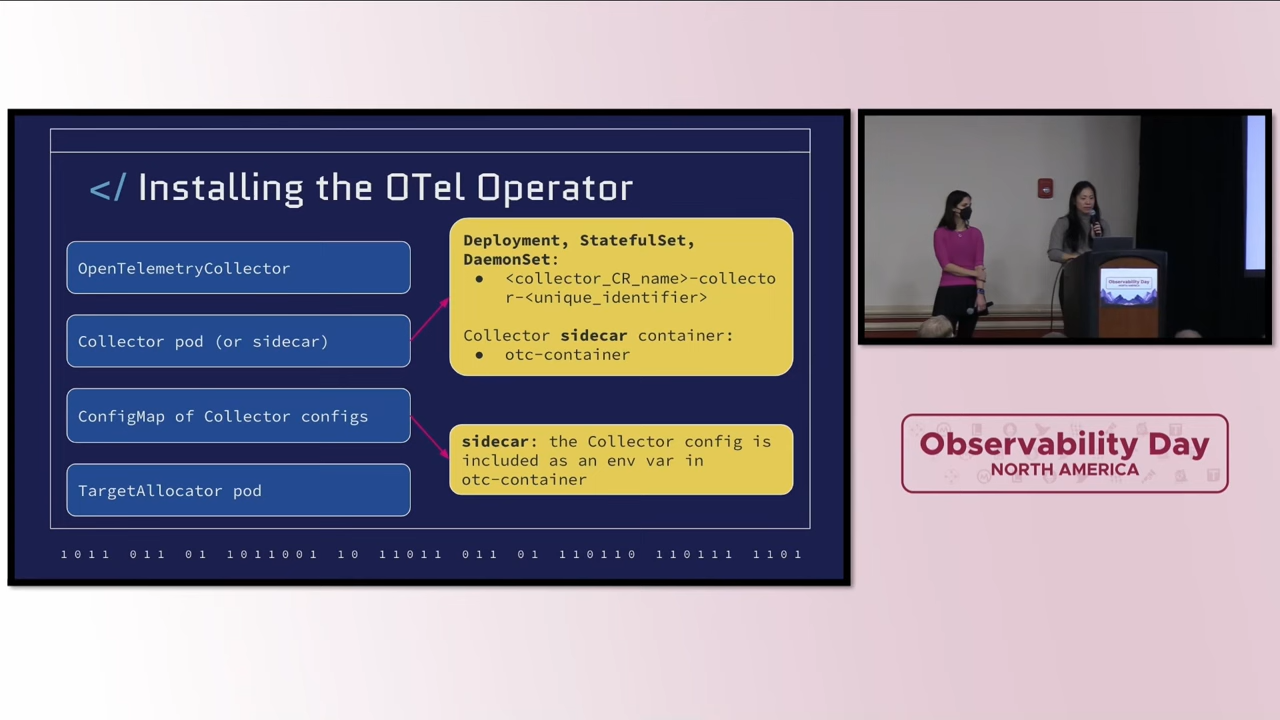 </ Installing the OTel Operator
OpenTelemetryCollector
Collector pod (or sidecar)
ConfigMap of Collector configs
TargetAllocator pod
Deployment, StatefulSet,
DaemonSet:
● <collector_CR_name>-collecto
r-<unique_identifier>
Collector sidecar container:
● otc-container
sidecar: the Collector config is
included as an env var in
otc-container
1011 011 01 1011001 10 11011 011 01 110110 110111 1101
Observability Day
Observability Day
NORTH AMERICA